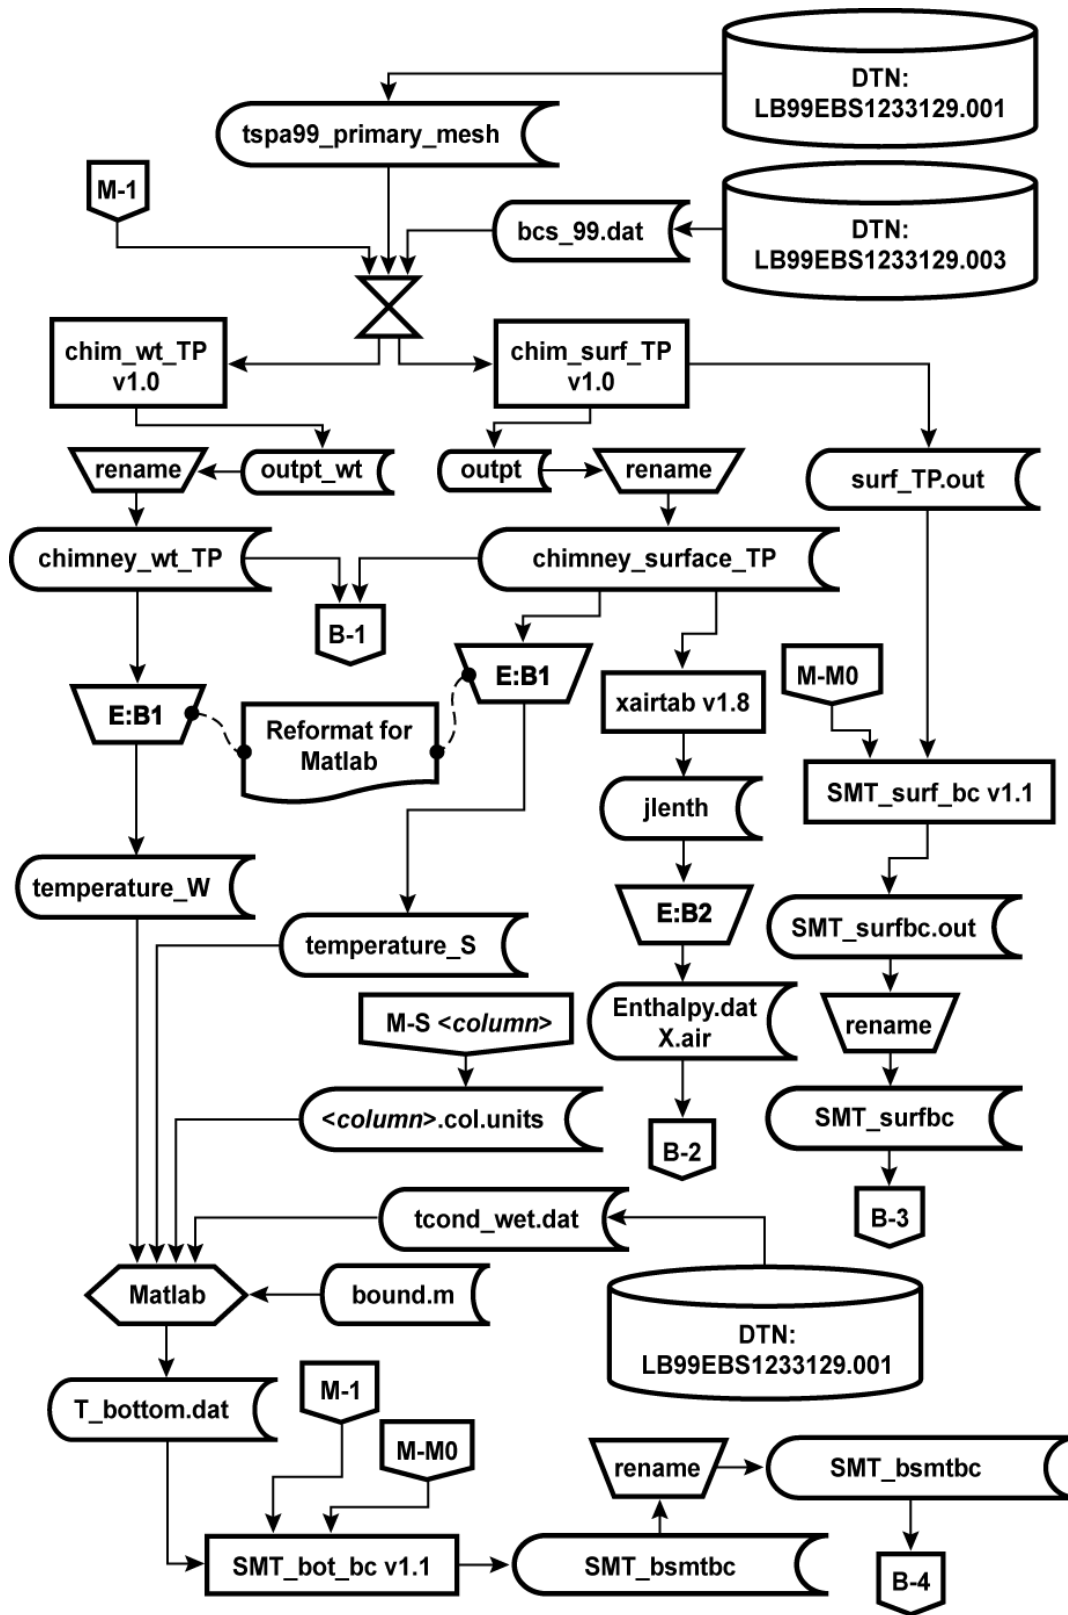 DTN:
LB99EBS1233129.001
tspa99_primary_mesh
M-1
bcs_99.dat
DTN:
LB99EBS1233129.003
chim_wt_TP
v1.0
chim_surf_TP
v1.0
rename
outpt_wt
outpt
rename
surf_TP.out
chimney_wt_TP
chimney_surface_TP
B-1
E:B1
E:B1
M-M0
Reformat for
Matlab
xairtab v1.8
SMT_surf_bc v1.1
jlenth
temperature_W
E:B2
SMT_surfbc.out
temperature_S
Enthalpy.dat
X.air
M-S <column>
rename
<column>.col.units
SMT_surfbc
B-2
B-3
tcond_wet.dat
Matlab
bound.m
DTN:
LB99EBS1233129.001
T_bottom.dat
M-1
M-M0
rename
SMT_bsmtbc
SMT_bot_bc v1.1
SMT_bsmtbc
B-4